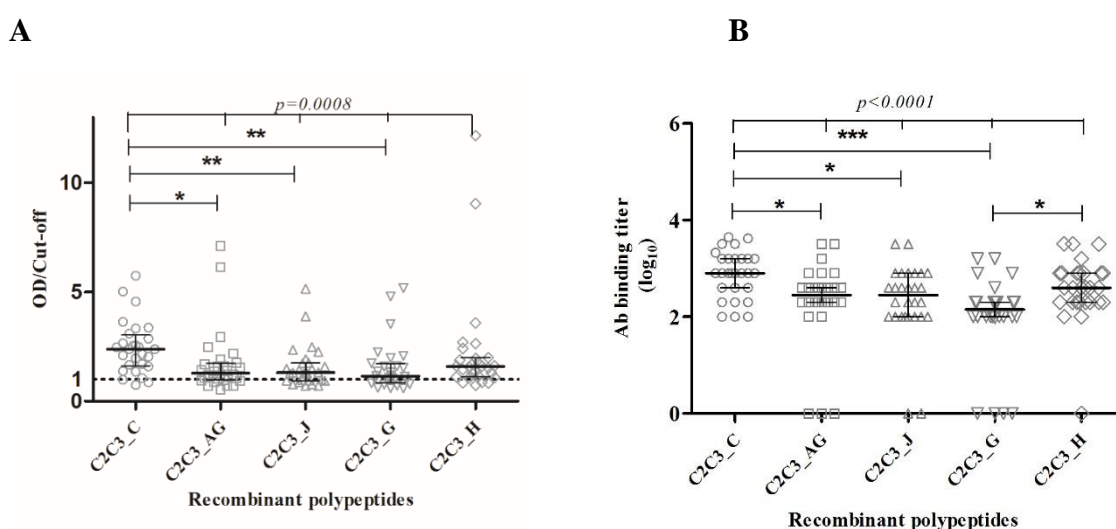 A
B
p=0.0008
**
**
*
OD/Cut-off
10
5
1
0
C2C3_C
C2C3_AG
C2C3_J
C2C3_G
C2C3_H
Recombinant polypeptides
p<0.0001
***
*
*
*
Ab binding titer
(log10)
6
4
2
0
C2C3_C
C2C3_AG
C2C3_J
C2C3_G
C2C3_H
Recombinant polypeptides